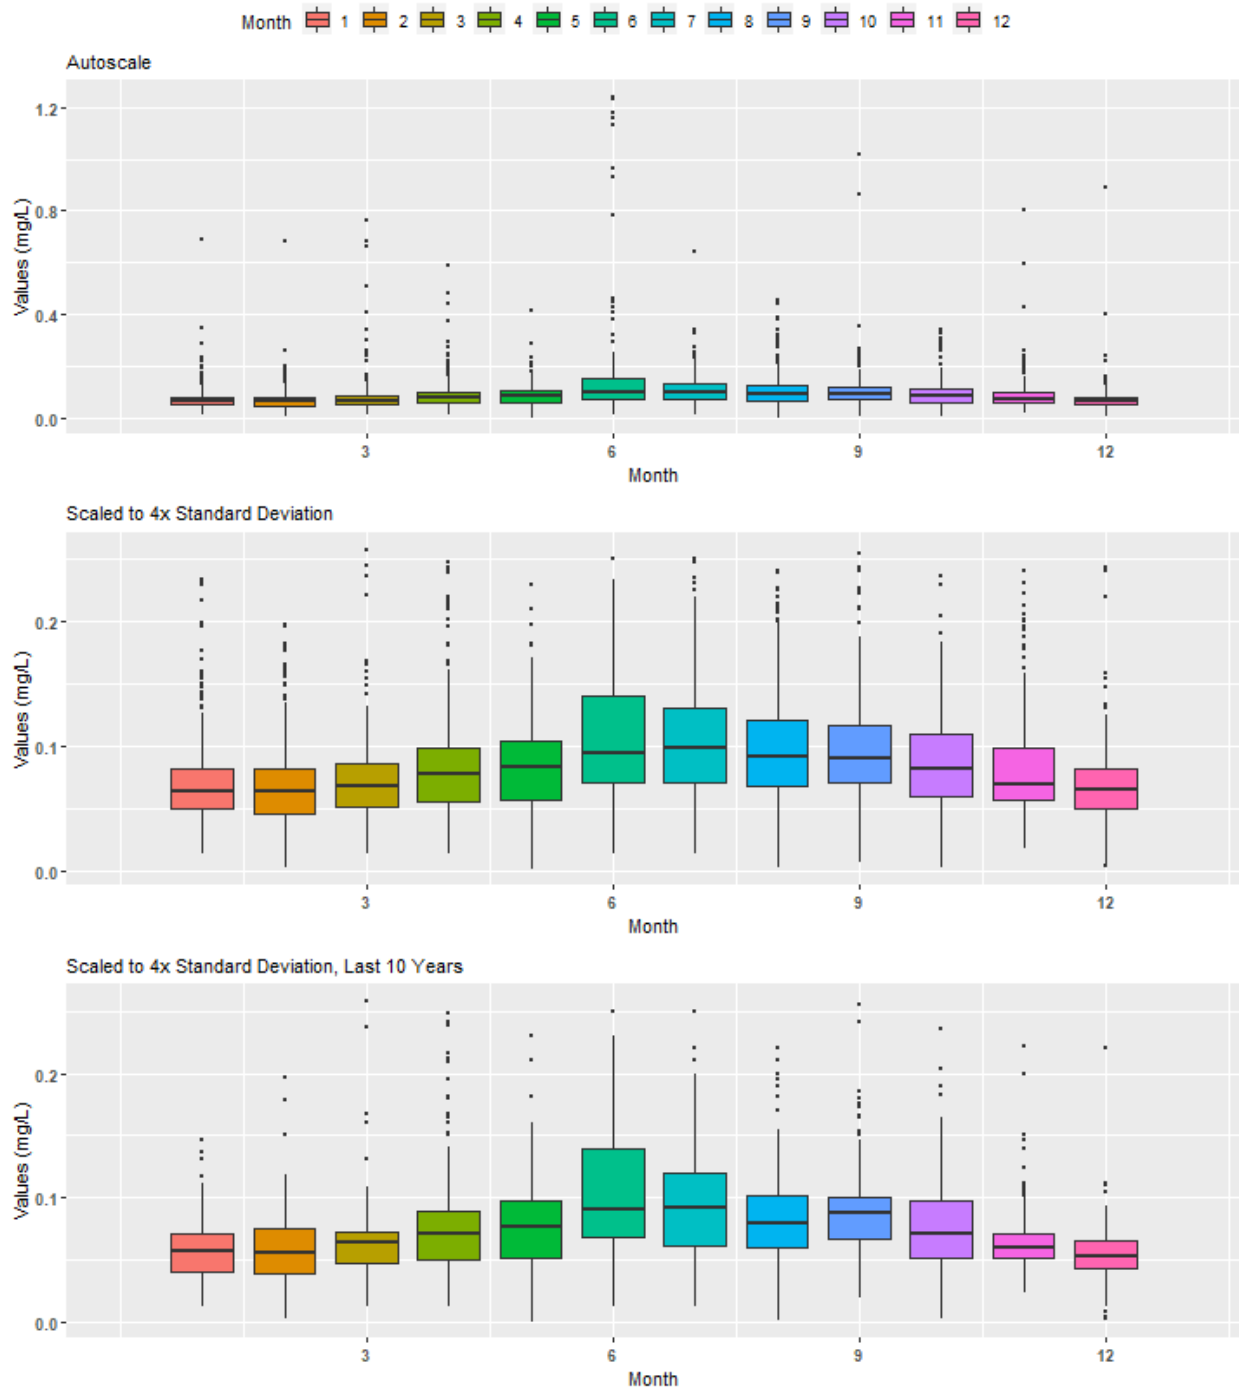 Month 1 2 3 4 5 6 7 8 9 10 11 12
Autoscale
Values (mg/L)
1.2
0.8
0.4
0.0
3 6 9 12
Month
Scaled to 4x Standard Deviation
Values (mg/L)
0.2
0.1
0.0
3 6 9 12
Month
Scaled to 4x Standard Deviation, Last 10 Years
Values (mg/L)
0.2
0.1
0.0
3 6 9 12
Month